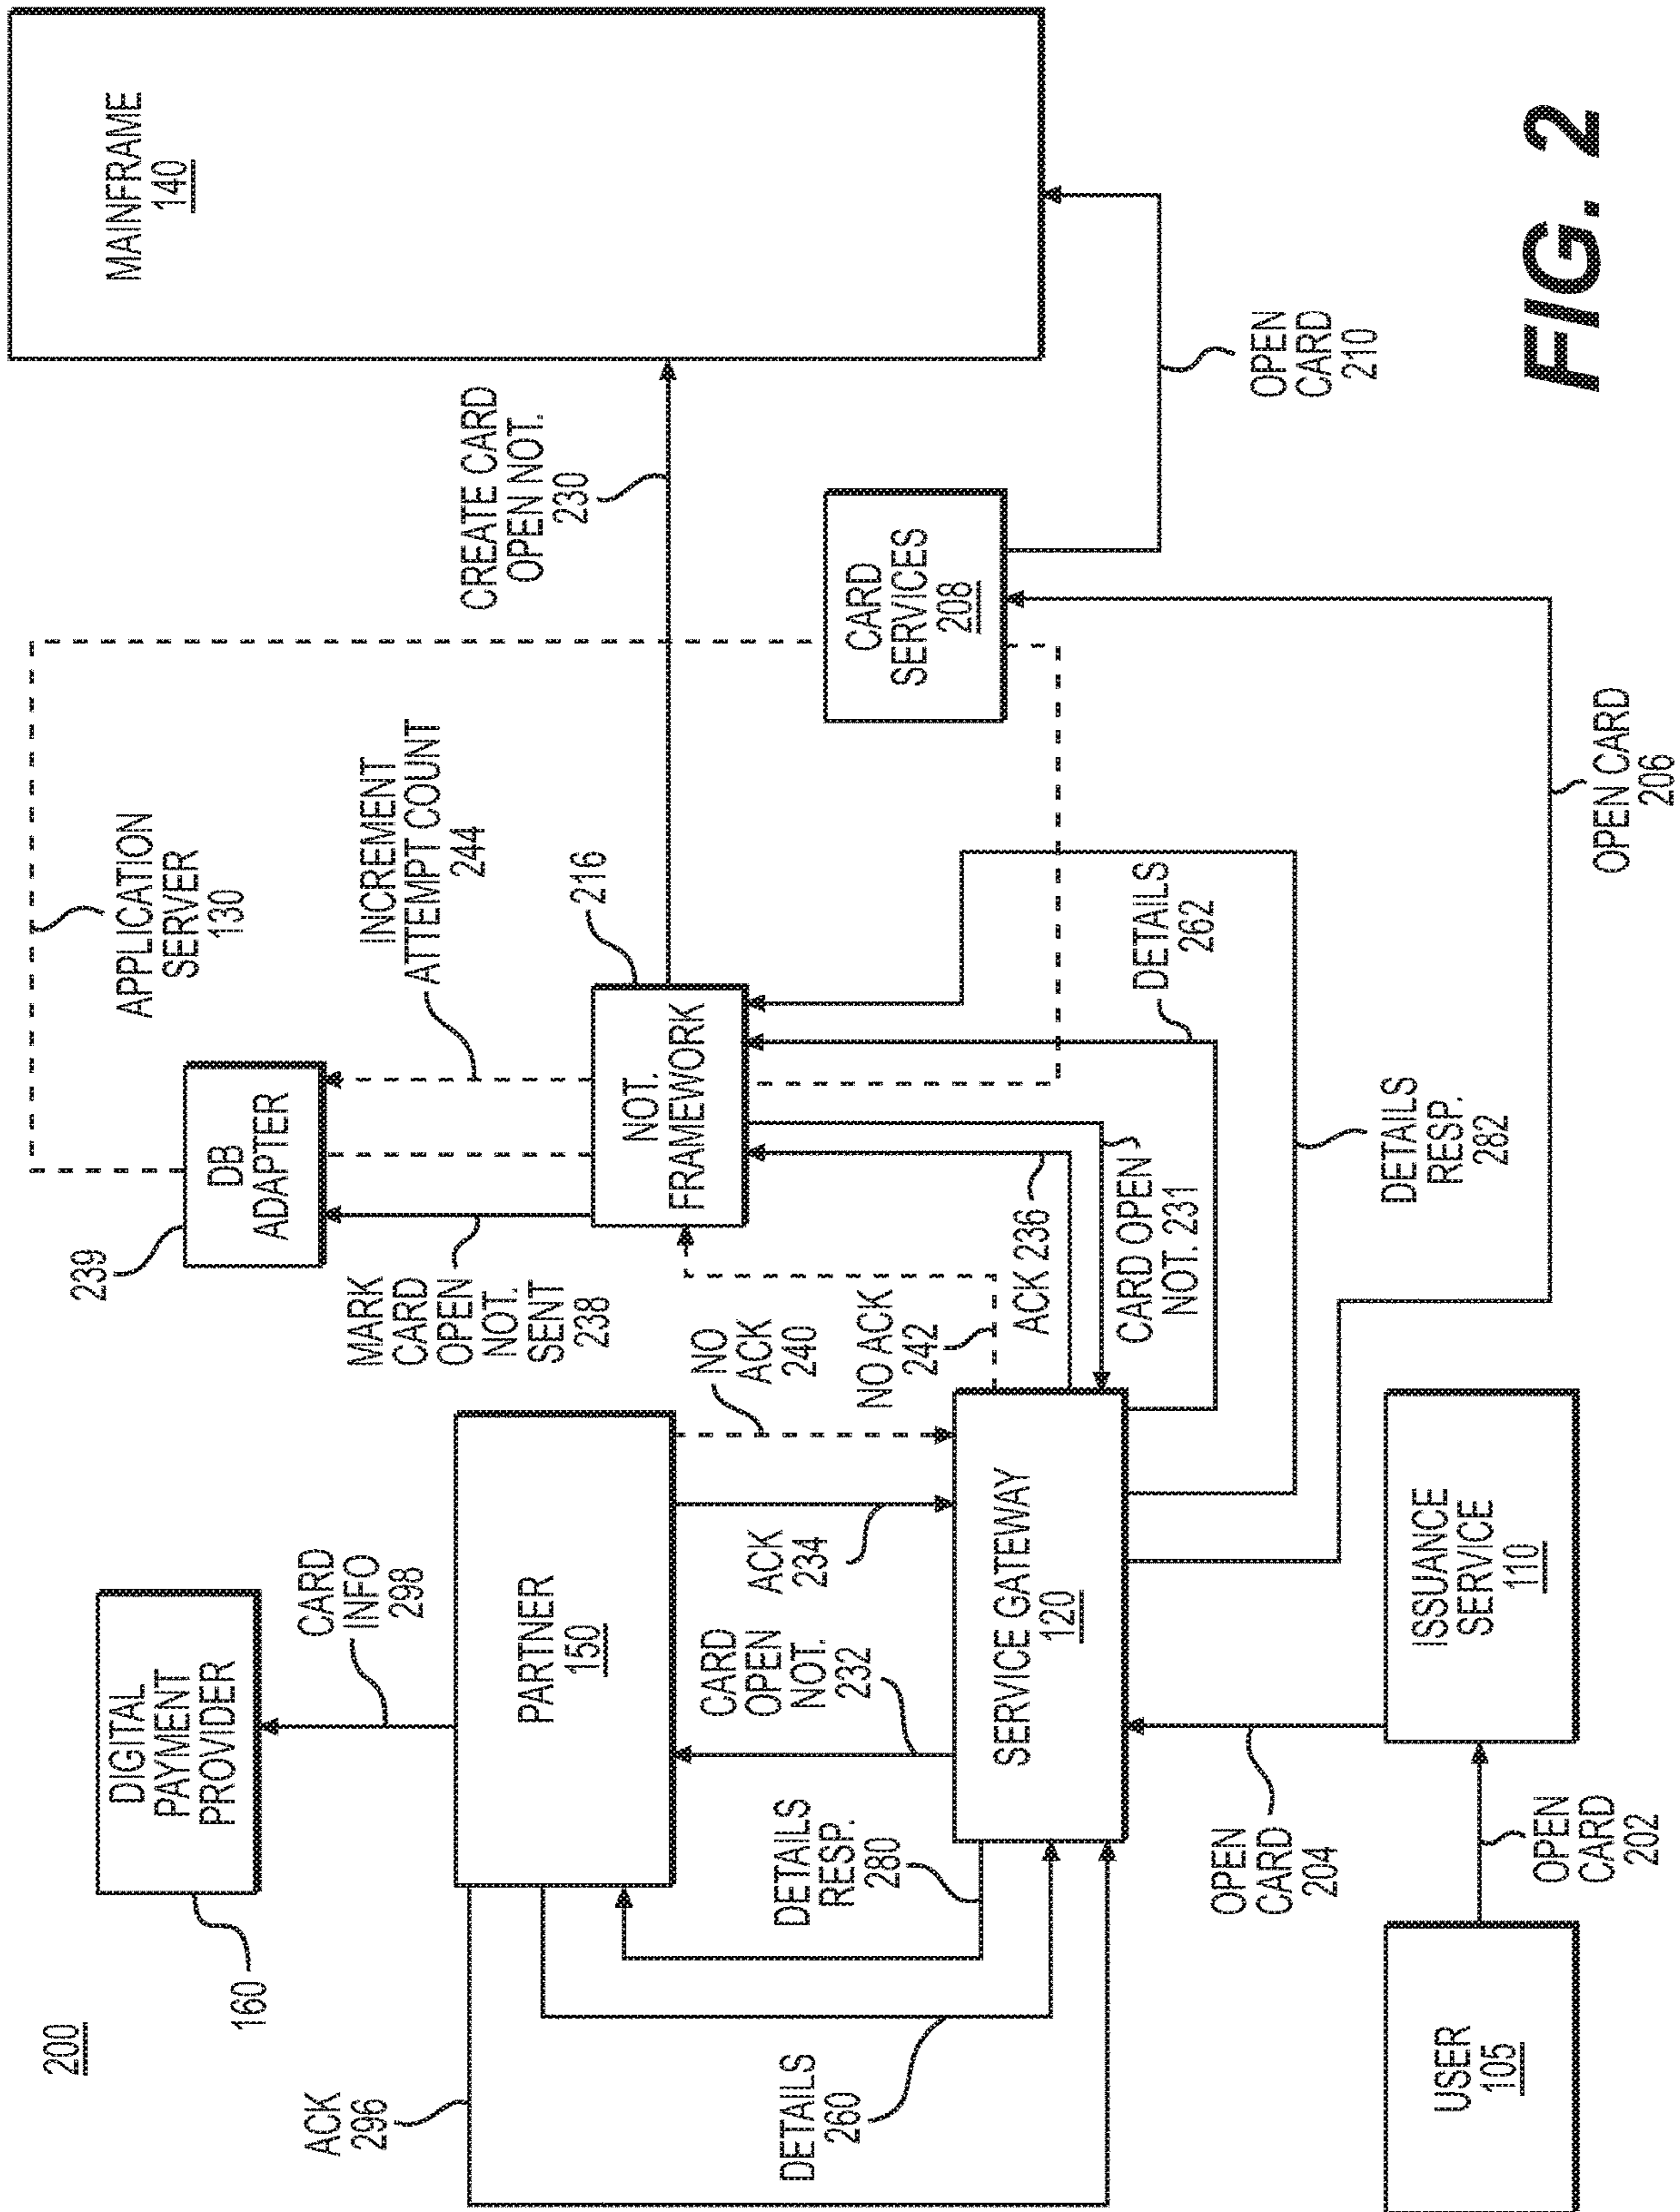 200
DIGITAL
PAYMENT
PROVIDER
160
CARD
INFO
298
ACK
296
PARTNER
150
DETAILS
260
DETAILS
RESP.
280
CARD
OPEN
NOT.
232
ACK
234
NO
ACK
240
NO ACK
242
SERVICE GATEWAY
120
USER
105
OPEN
CARD
202
OPEN
CARD
204
ISSUANCE
SERVICE
110
239
DB
ADAPTER
MARK
CARD
OPEN
NOT.
SENT
238
APPLICATION
SERVER
130
INCREMENT
ATTEMPT COUNT
244
216
NOT.
FRAMEWORK
ACK 236
CARD OPEN
NOT. 231
DETAILS
262
DETAILS
RESP.
282
OPEN CARD
206
CREATE CARD
OPEN NOT.
230
CARD
SERVICES
208
OPEN
CARD
210
MAINFRAME
140
FIG. 2